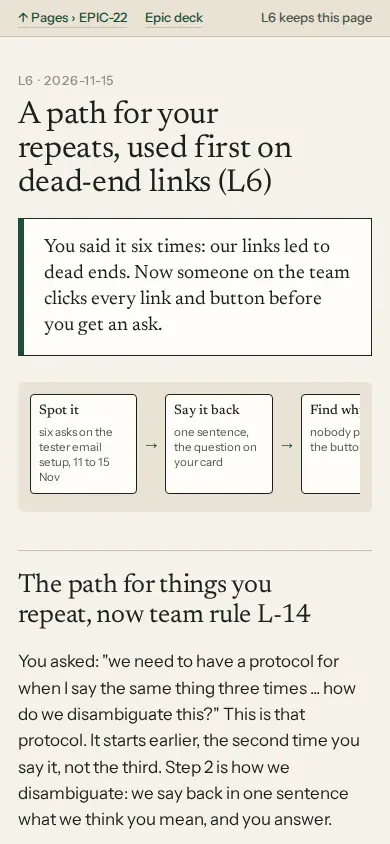 ↑ Pages › EPIC-22 Epic deck L6 keeps this page
L6 · 2026-11-15
A path for your
repeats, used first on
dead-end links (L6)
You said it six times: our links led to
dead ends. Now someone on the team
clicks every link and button before
you get an ask.
Spot it
six asks on the
tester email
setup, 11 to 15
Nov
→
Say it back
one sentence,
the question on
your card
→
Find
nobody
the
The path for things you
repeat, now team rule L-14
You asked: "we need to have a protocol for
when I say the same thing three times ... how
do we disambiguate this?" This is that
protocol. It starts earlier, the second time you
say it, not the third. Step 2 is how we
disambiguate: we say back in one sentence
what we think you mean, and you answer.